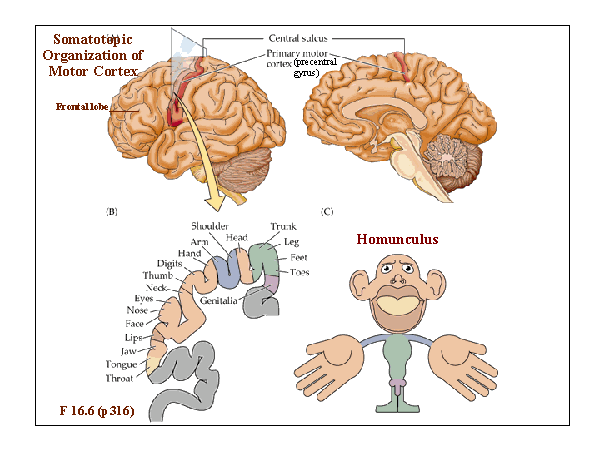 Somatotopic
(A)
Organization of
Motor Cortex
Central sulcus
Primary motor
cortex (precentral
gyrus)
Frontal lobe
(B)
(C)
Shoulder
Trunk
Arm
Head
Leg
Hand
Feet
Digits
Toes
Thumb
Neck
Genitalia
Eyes
Nose
Face
Lips
Jaw
Tongue
Throat
Homunculus
F 16.6 (p316)